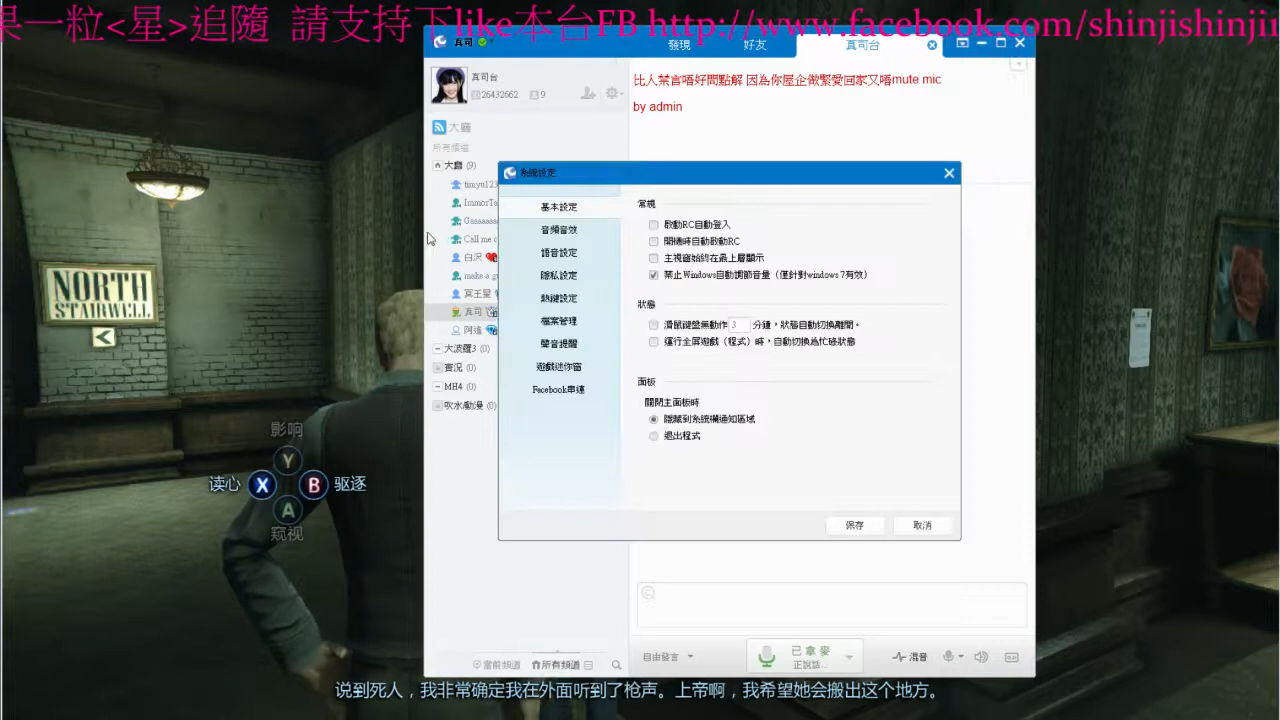 果一粒<星>追隨 請支持下like本台FB http://www.facebook.com/shinjishinji
真司
發現
好友
真司台
真司台
26432662
9
比人禁言唔好問點解 因為你屋企做緊愛回家又唔mute mic
by admin
大廳
所有頻道
大廳 (9)
timyu123
ImmorTa
Gaaaaaaa
Call me c
白沢
make a gu
冥王星
真司
阿進
大波蘿3 (0)
實況 (0)
MH4 (0)
吹水/動漫 (0)
系統設定
基本設定
音頻音效
語音設定
隱私設定
熱鍵設定
檔案管理
聲音提醒
遊戲迷你窗
Facebook串連
常規
啟動RC自動登入
開機時自動啟動RC
主視窗始終在最上層顯示
禁止Windows自動調節音量（僅針對windows 7有效）
狀態
滑鼠鍵盤無動作 3 分鐘，狀態自動切換離開。
運行全屏遊戲（程式）時，自動切換為忙碌狀態
面板
關閉主面板時
隱藏到系統欄通知區域
退出程式
保存
取消
NORTH
STAIRWELL
影响
Y
读心 X B 驱逐
A
窥视
當前頻道
所有頻道
自由發言
已拿麥
正說話...
混音
说到死人，我非常确定我在外面听到了枪声。上帝啊，我希望她会搬出这个地方。